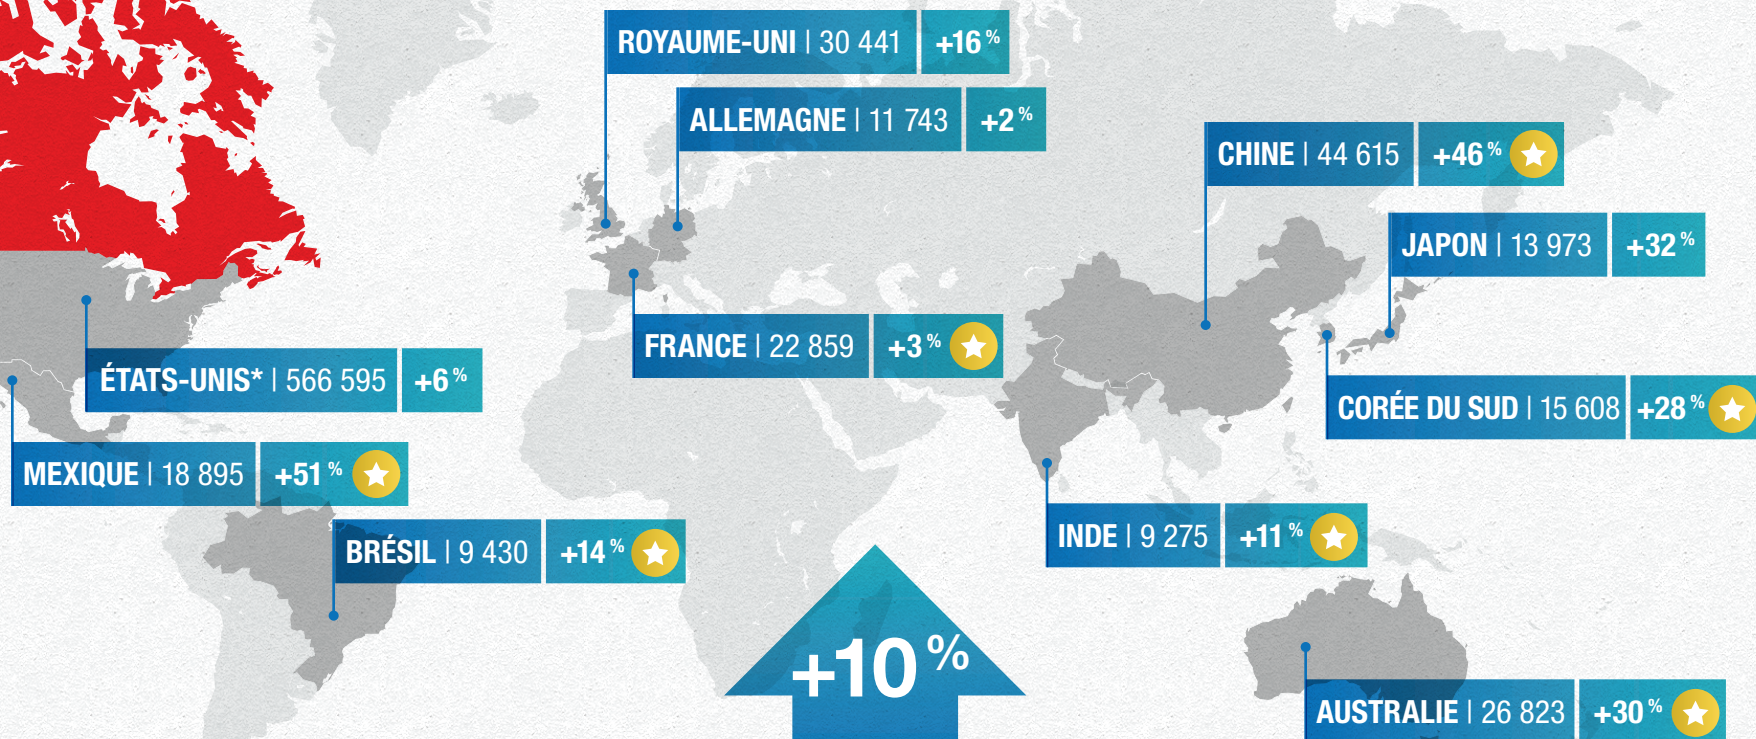 ROYAUME-UNI | 30 441 +16 %
ALLEMAGNE | 11 743 +2 %
CHINE | 44 615 +46 %
JAPON | 13 973 +32 %
FRANCE | 22 859 +3 %
ÉTATS-UNIS* | 566 595 +6 %
CORÉE DU SUD | 15 608 +28 %
MEXIQUE | 18 895 +51 %
INDE | 9 275 +11 %
BRÉSIL | 9 430 +14 %
+10 %
AUSTRALIE | 26 823 +30 %